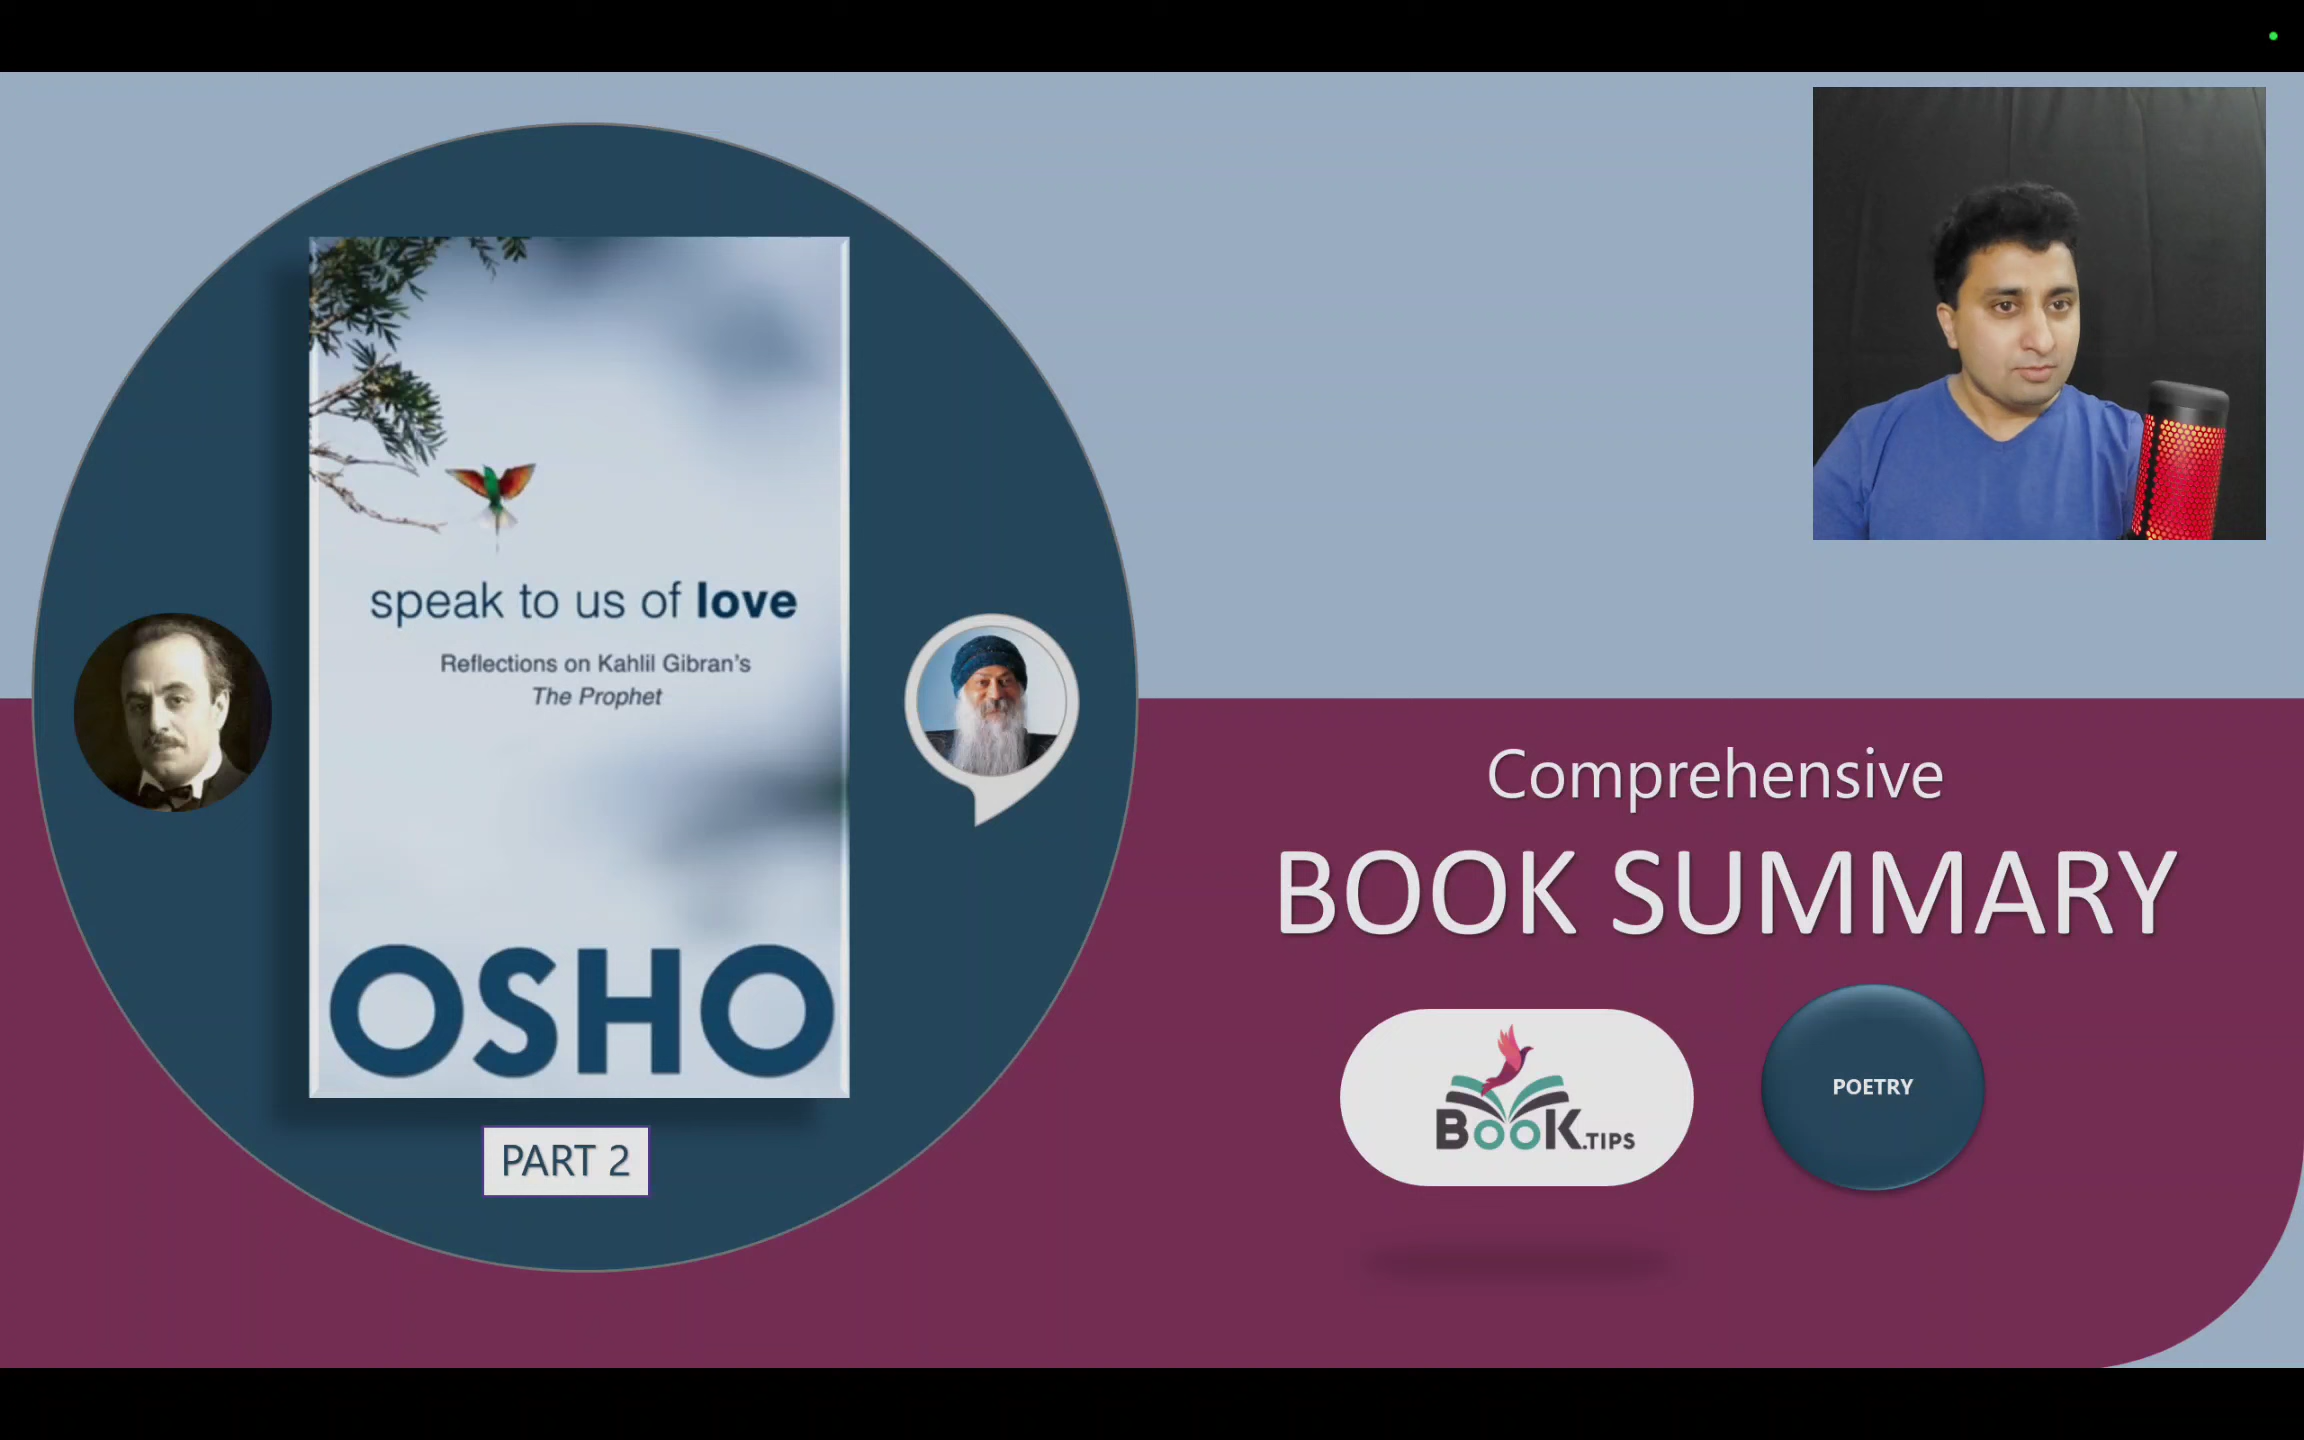 speak to us of love
Reflections on Kahlil Gibran's
The Prophet
OSHO
PART 2
Comprehensive
BOOK SUMMARY
BOOK.TIPS
POETRY